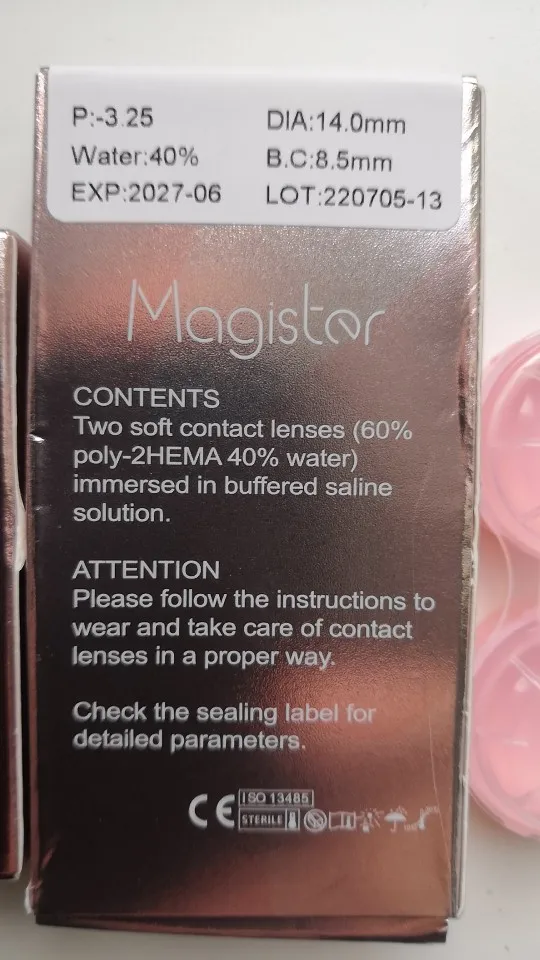 P:-3.25 DIA:14.0mm
Water:40% B.C:8.5mm
EXP:2027-06 LOT:220705-13
Magister
CONTENTS
Two soft contact lenses (60%
poly-2HEMA 40% water)
immersed in buffered saline
solution.
ATTENTION
Please follow the instructions to
wear and take care of contact
lenses in a proper way.
Check the sealing label for
detailed parameters.
CE ISO 13485
STERILE